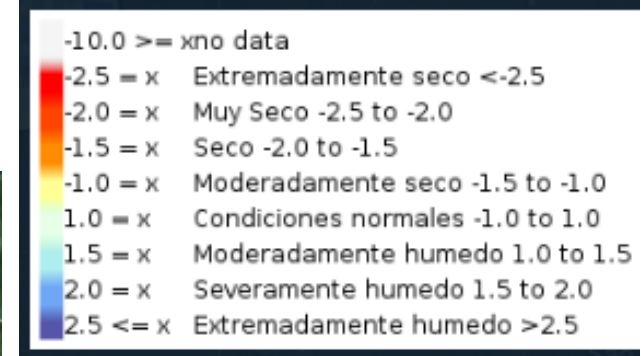 -10.0 >= xno data
-2.5 = x Extremadamente seco <-2.5
-2.0 = x Muy Seco -2.5 to -2.0
-1.5 = x Seco -2.0 to -1.5
-1.0 = x Moderadamente seco -1.5 to -1.0
1.0 = x Condiciones normales -1.0 to 1.0
1.5 = x Moderadamente humedo 1.0 to 1.5
2.0 = x Severamente humedo 1.5 to 2.0
2.5 <= x Extremadamente humedo >2.5